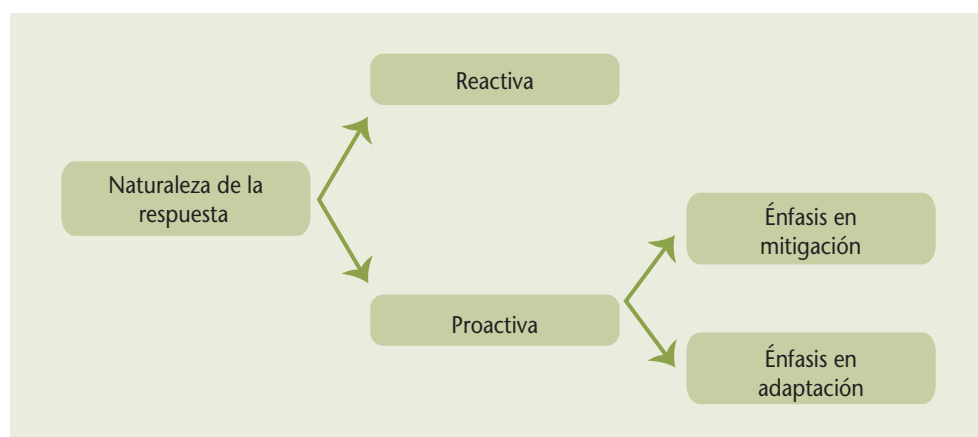 Reactiva
Naturaleza de la
respuesta
Énfasis en
mitigación
Proactiva
Énfasis en
adaptación